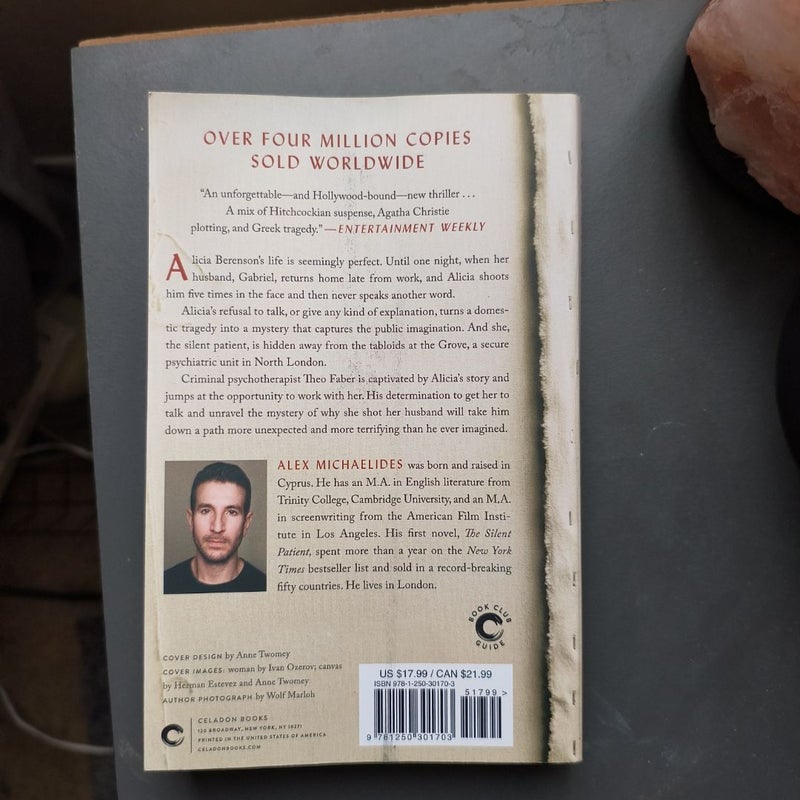 OVER FOUR MILLION COPIES
SOLD WORLDWIDE
“An unforgettable—and Hollywood-bound—new thriller . . .
A mix of Hitchcockian suspense, Agatha Christie
plotting, and Greek tragedy.”—ENTERTAINMENT WEEKLY
Alicia Berenson’s life is seemingly perfect. Until one night, when her
husband, Gabriel, returns home late from work, and Alicia shoots
him five times in the face and then never speaks another word.
Alicia’s refusal to talk, or give any kind of explanation, turns a domes-
tic tragedy into a mystery that captures the public imagination. And she,
the silent patient, is hidden away from the tabloids at the Grove, a secure
psychiatric unit in North London.
Criminal psychotherapist Theo Faber is captivated by Alicia’s story and
jumps at the opportunity to work with her. His determination to get her to
talk and unravel the mystery of why she shot her husband will take him
down a path more unexpected and more terrifying than he ever imagined.
ALEX MICHAELIDES was born and raised in
Cyprus. He has an M.A. in English literature from
Trinity College, Cambridge University, and an M.A.
in screenwriting from the American Film Insti-
tute in Los Angeles. His first novel, The Silent
Patient, spent more than a year on the New York
Times bestseller list and sold in a record-breaking
fifty countries. He lives in London.
BOOK CLUB
GUIDE
COVER DESIGN by Anne Twomey
COVER IMAGES: woman by Ivan Ozerov; canvas
by Herman Estevez and Anne Twomey
AUTHOR PHOTOGRAPH by Wolf Marloh
CELADON BOOKS
120 BROADWAY, NEW YORK, NY 10271
PRINTED IN THE UNITED STATES OF AMERICA
CELADONBOOKS.COM
US $17.99 / CAN $21.99
ISBN 978-1-250-30170-3
51799 >
9 781250 301703